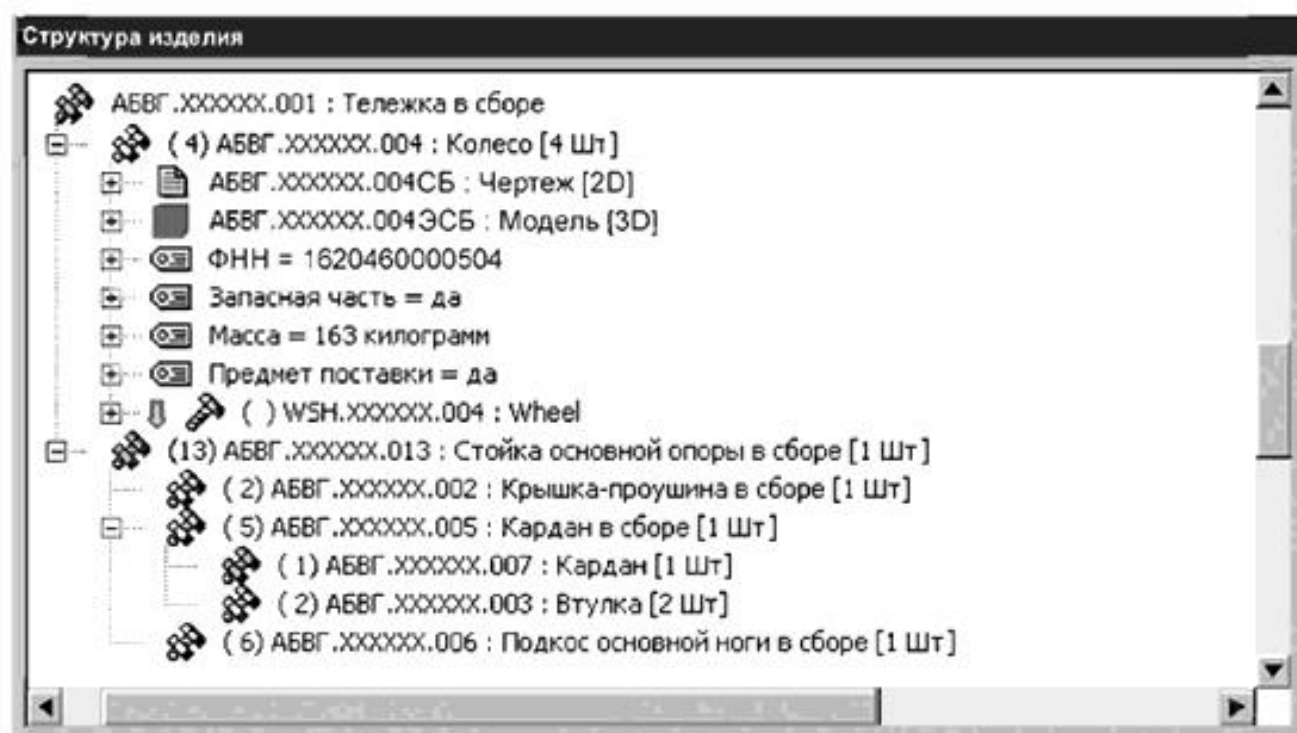 Структура изделия
АБВГ.XXXXXX.001 : Тележка в сборе
( 4) АБВГ.XXXXXX.004 : Колесо [4 Шт]
АБВГ.XXXXXX.004СБ : Чертеж [2D]
АБВГ.XXXXXX.004ЭСБ : Модель [3D]
ФНН = 1620460000504
Запасная часть = да
Масса = 163 килограмм
Предмет поставки = да
( ) WSH.XXXXXX.004 : Wheel
(13) АБВГ.XXXXXX.013 : Стойка основной опоры в сборе [1 Шт]
( 2) АБВГ.XXXXXX.002 : Крышка-проушина в сборе [1 Шт]
( 5) АБВГ.XXXXXX.005 : Кардан в сборе [1 Шт]
( 1) АБВГ.XXXXXX.007 : Кардан [1 Шт]
( 2) АБВГ.XXXXXX.003 : Втулка [2 Шт]
( 6) АБВГ.XXXXXX.006 : Подкос основной ноги в сборе [1 Шт]